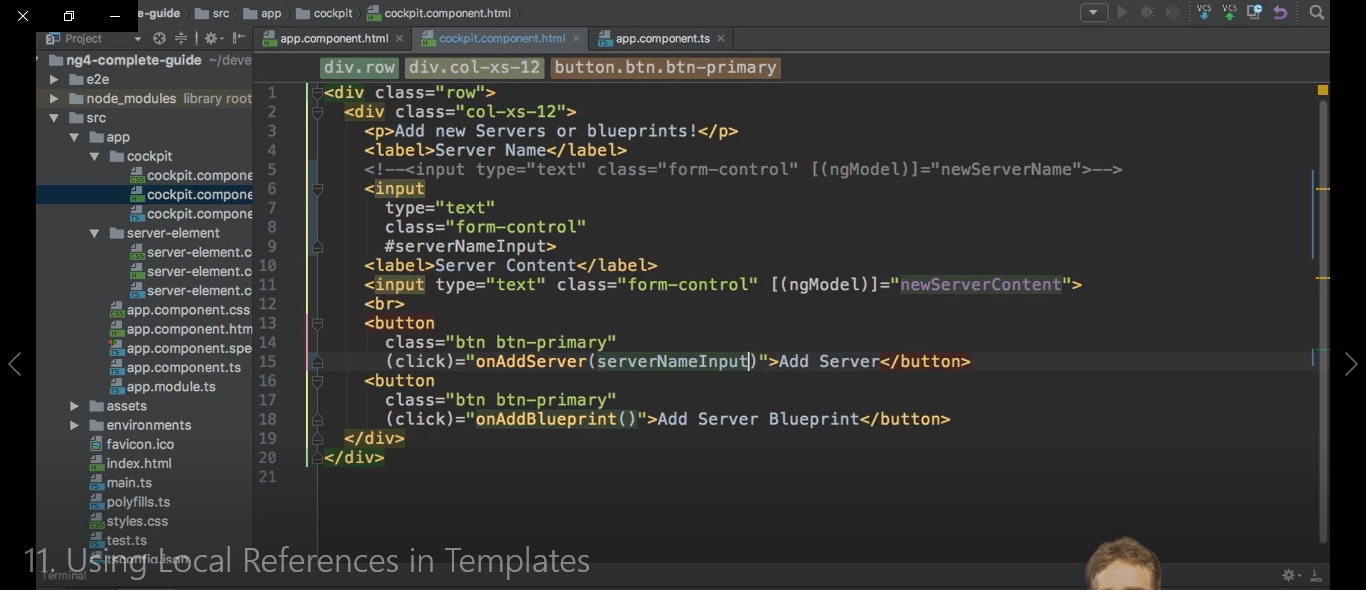 e-guide src app cockpit cockpit.component.html
VCS VCS
Project
app.component.html cockpit.component.html app.component.ts
ng4-complete-guide ~/deve
e2e
node_modules library root
src
app
cockpit
cockpit.compone
cockpit.compone
cockpit.compone
server-element
server-element.c
server-element.c
server-element.c
app.component.css
app.component.htm
app.component.spe
app.component.ts
app.module.ts
assets
environments
favicon.ico
index.html
main.ts
polyfills.ts
styles.css
test.ts
tsconfig.json
Terminal
div.row div.col-xs-12 button.btn.btn-primary
1 <div class="row">
2 <div class="col-xs-12">
3 <p>Add new Servers or blueprints!</p>
4 <label>Server Name</label>
5 <!--<input type="text" class="form-control" [(ngModel)]="newServerName">-->
6 <input
7 type="text"
8 class="form-control"
9 #serverNameInput>
10 <label>Server Content</label>
11 <input type="text" class="form-control" [(ngModel)]="newServerContent">
12 <br>
13 <button
14 class="btn btn-primary"
15 (click)="onAddServer(serverNameInput)">Add Server</button>
16 <button
17 class="btn btn-primary"
18 (click)="onAddBlueprint()">Add Server Blueprint</button>
19 </div>
20 </div>
21
11. Using Local References in Templates